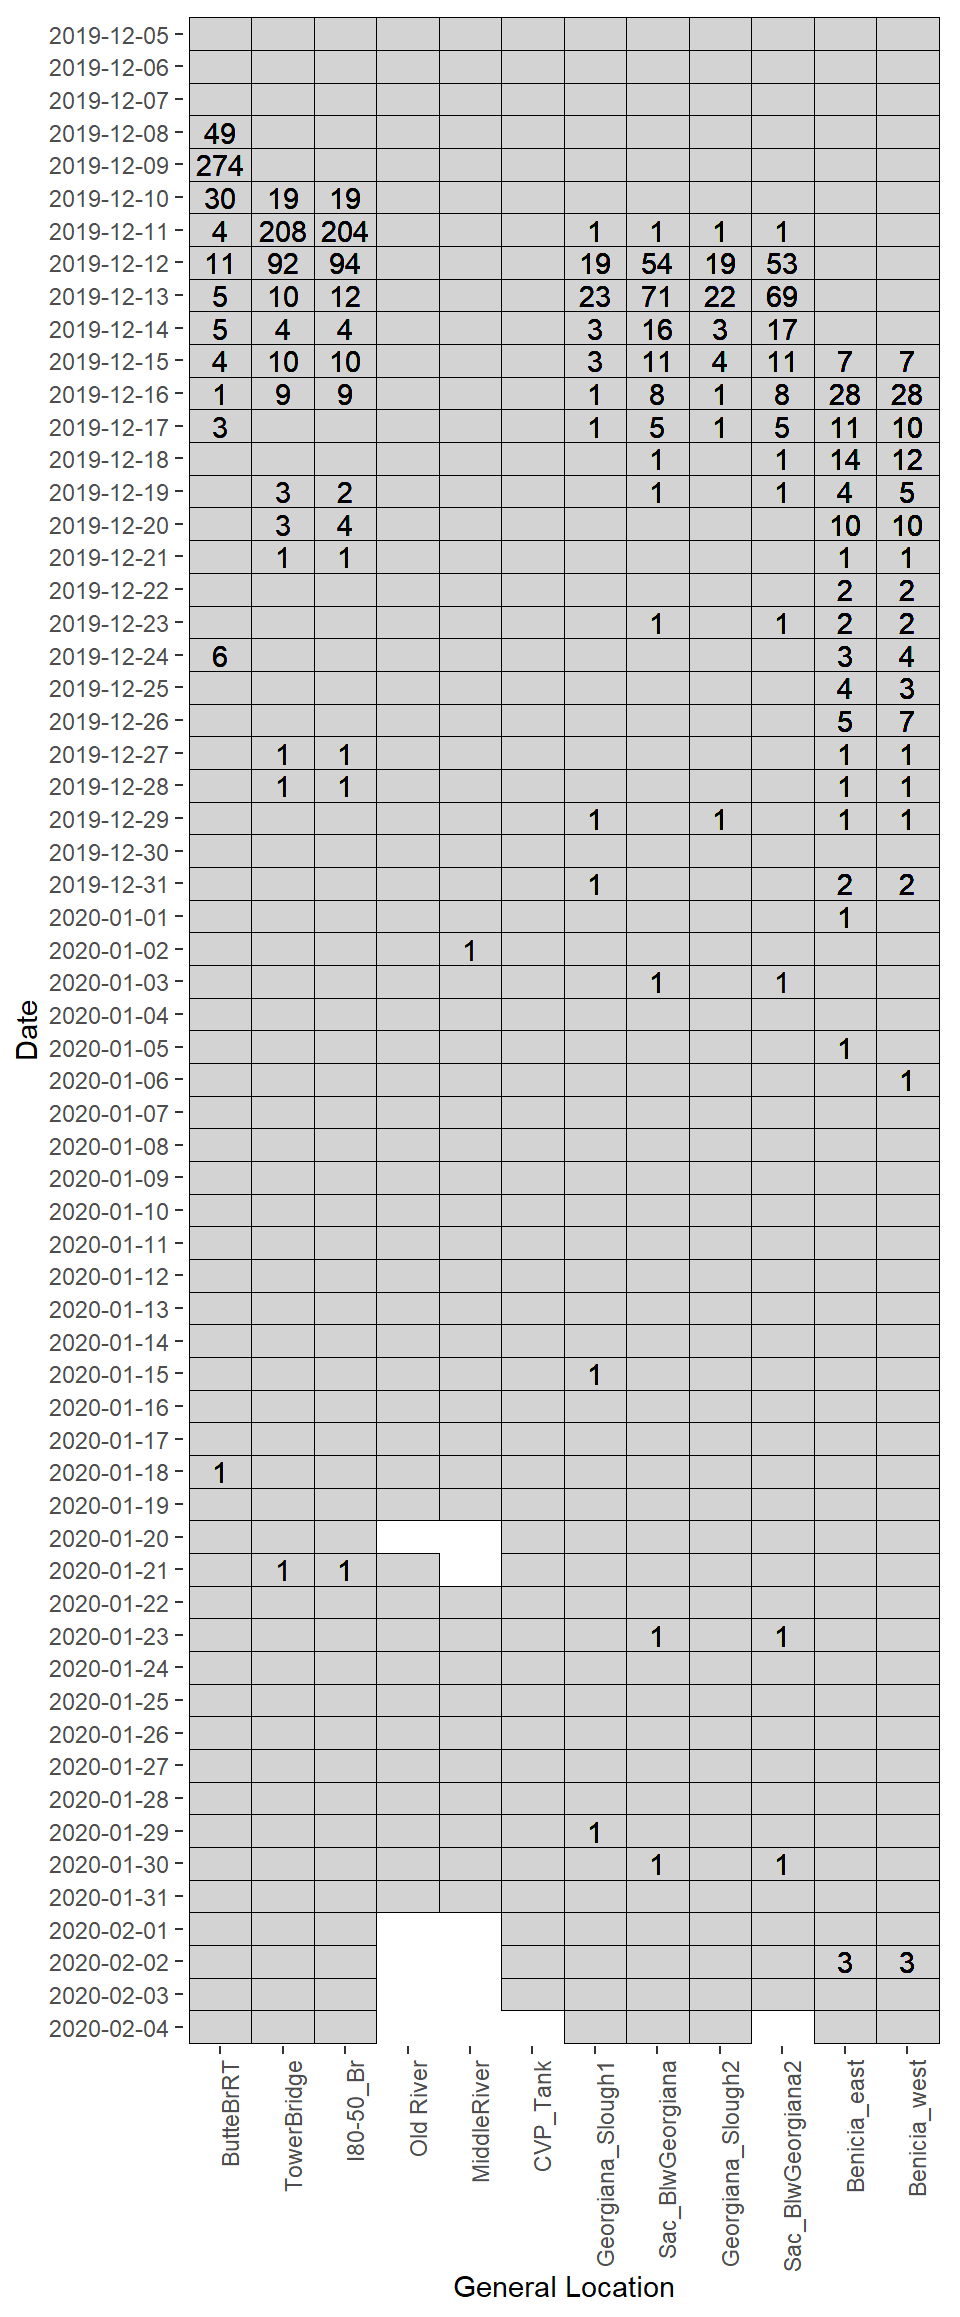 2019-12-05
2019-12-06
2019-12-07
2019-12-08 49
2019-12-09 274
2019-12-10 30 19 19
2019-12-11 4 208 204 1 1 1 1
2019-12-12 11 92 94 19 54 19 53
2019-12-13 5 10 12 23 71 22 69
2019-12-14 5 4 4 3 16 3 17
2019-12-15 4 10 10 3 11 4 11 7 7
2019-12-16 1 9 9 1 8 1 8 28 28
2019-12-17 3 1 5 1 5 11 10
2019-12-18 1 1 14 12
2019-12-19 3 2 1 1 4 5
2019-12-20 3 4 10 10
2019-12-21 1 1 1 1
2019-12-22 2 2
2019-12-23 1 1 2 2
2019-12-24 6 3 4
2019-12-25 4 3
2019-12-26 5 7
2019-12-27 1 1 1 1
2019-12-28 1 1 1 1
2019-12-29 1 1 1 1
2019-12-30
2019-12-31 1 2 2
2020-01-01 1
2020-01-02 1
2020-01-03 1 1
2020-01-04
2020-01-05 1
2020-01-06 1
2020-01-07
2020-01-08
2020-01-09
2020-01-10
2020-01-11
2020-01-12
2020-01-13
2020-01-14
2020-01-15 1
2020-01-16
2020-01-17
2020-01-18 1
2020-01-19
2020-01-20
2020-01-21 1 1
2020-01-22
2020-01-23 1 1
2020-01-24
2020-01-25
2020-01-26
2020-01-27
2020-01-28
2020-01-29 1
2020-01-30 1 1
2020-01-31
2020-02-01
2020-02-02 3 3
2020-02-03
2020-02-04
Date
ButteBrRT
TowerBridge
I80-50_Br
Old River
MiddleRiver
CVP_Tank
Georgiana_Slough1
Sac_BlwGeorgiana
Georgiana_Slough2
Sac_BlwGeorgiana2
Benicia_east
Benicia_west
General Location